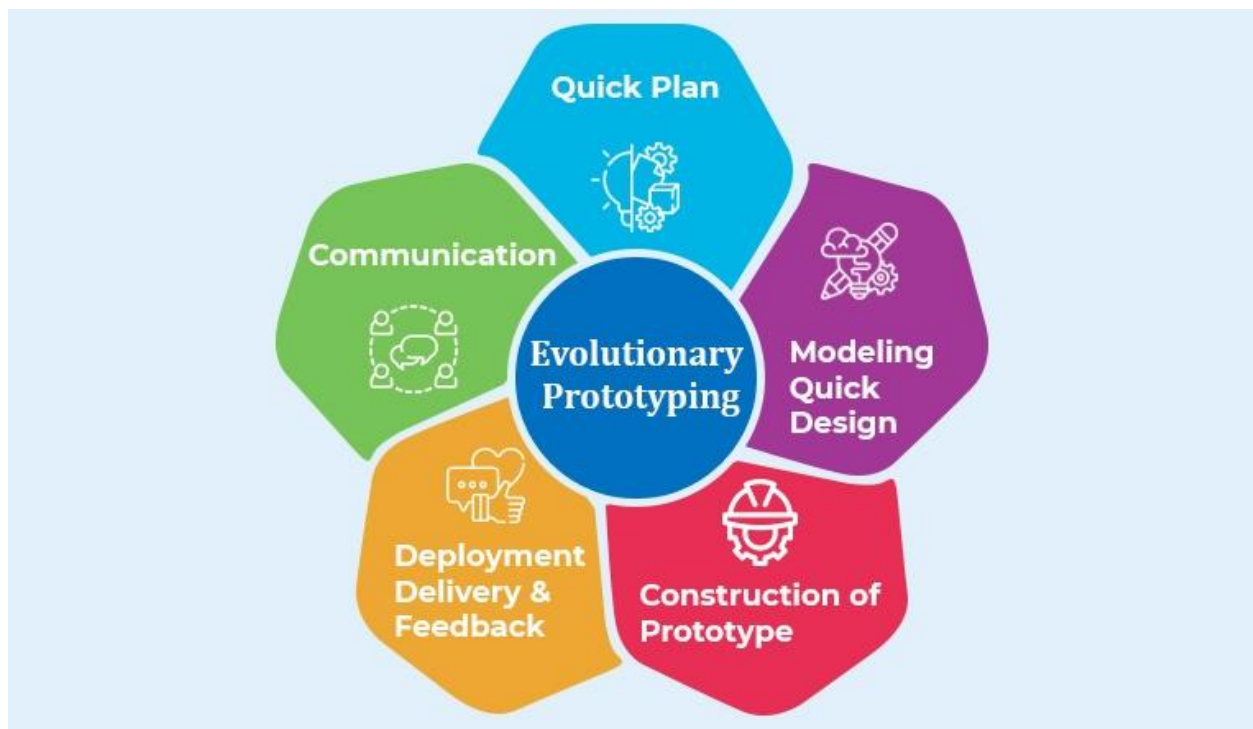 Quick Plan
Communication
Evolutionary
Prototyping
Modeling
Quick
Design
Deployment
Delivery &
Feedback
Construction of
Prototype